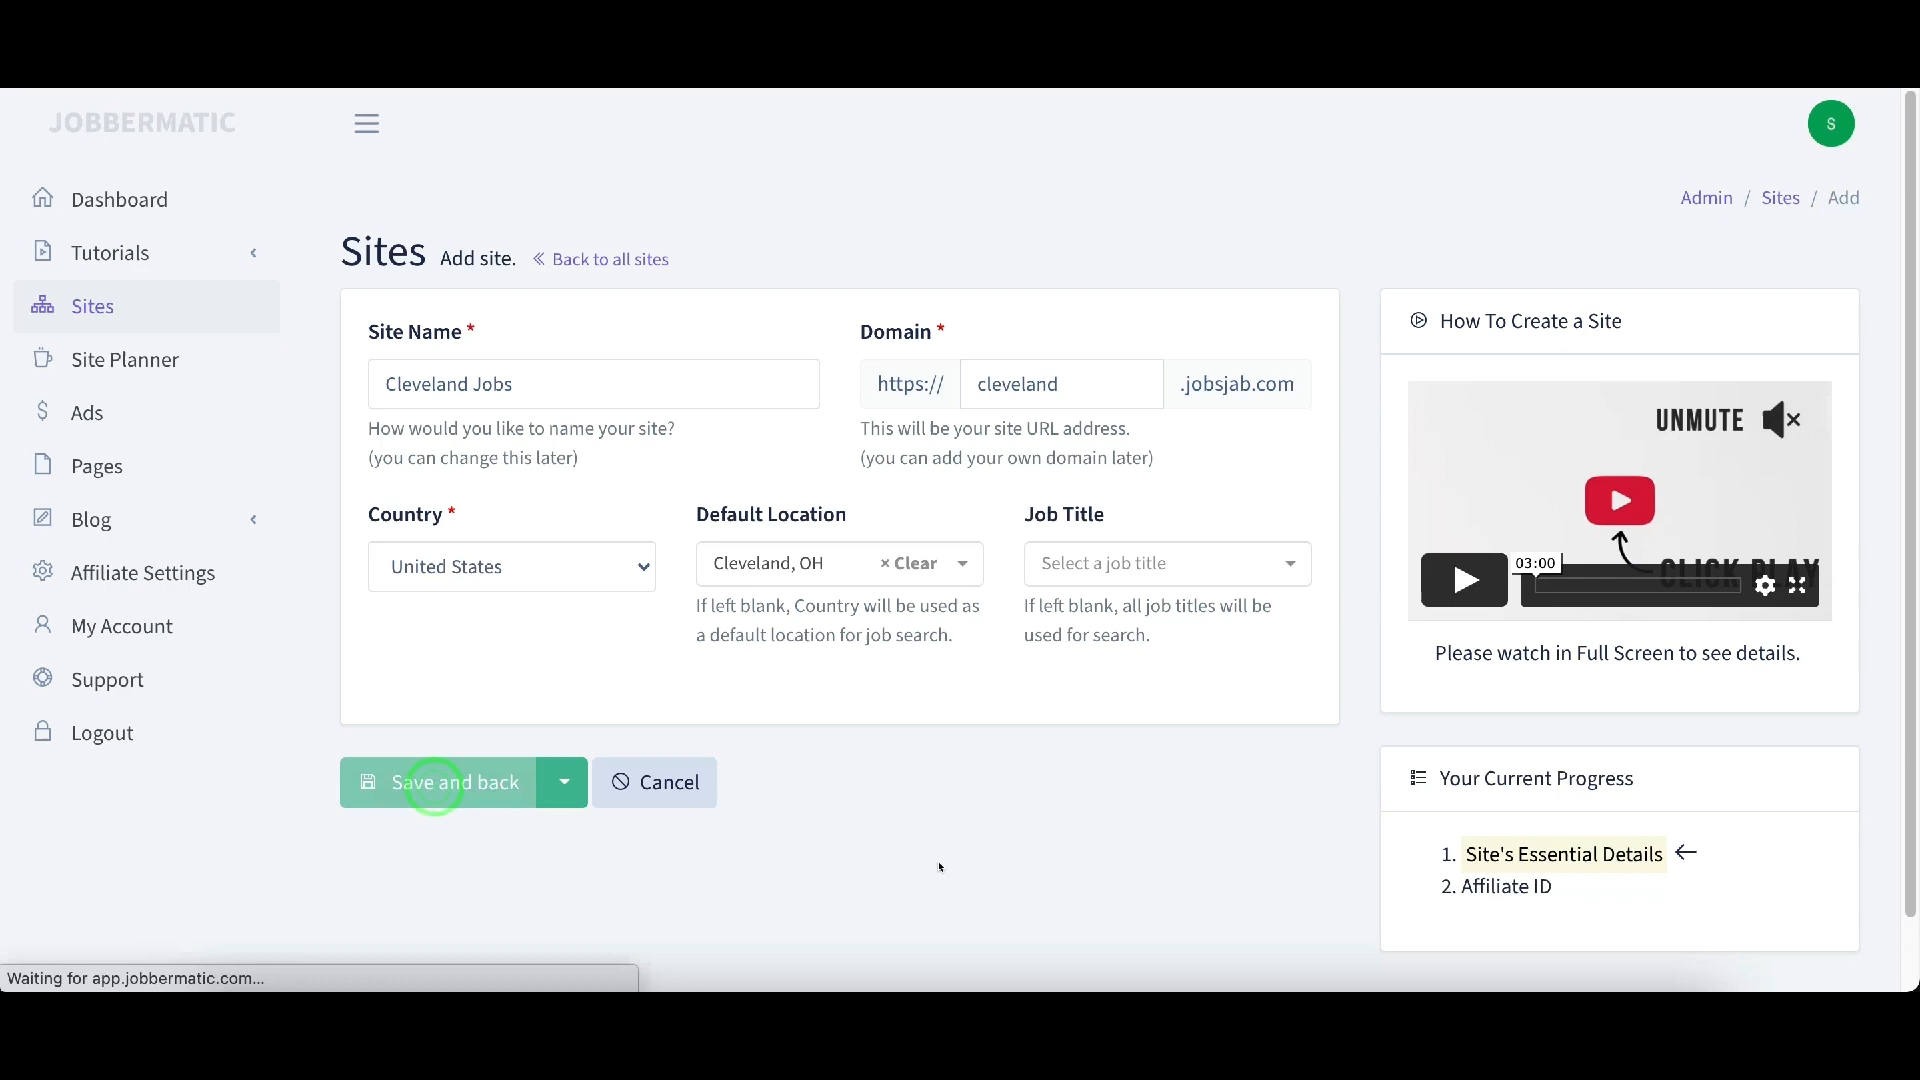 JOBBERMATIC
S
Dashboard
Tutorials
Sites
Site Planner
Ads
Pages
Blog
Affiliate Settings
My Account
Support
Logout
Admin / Sites / Add
Sites Add site. Back to all sites
Site Name *
Cleveland Jobs
How would you like to name your site?
(you can change this later)
Domain *
https:// cleveland .jobsjab.com
This will be your site URL address.
(you can add your own domain later)
Country *
United States
Default Location
Cleveland, OH × Clear
If left blank, Country will be used as
a default location for job search.
Job Title
Select a job title
If left blank, all job titles will be
used for search.
Save and back
Cancel
How To Create a Site
UNMUTE
CLICK PLAY
03:00
Please watch in Full Screen to see details.
Your Current Progress
1. Site's Essential Details
2. Affiliate ID
Waiting for app.jobbermatic.com...